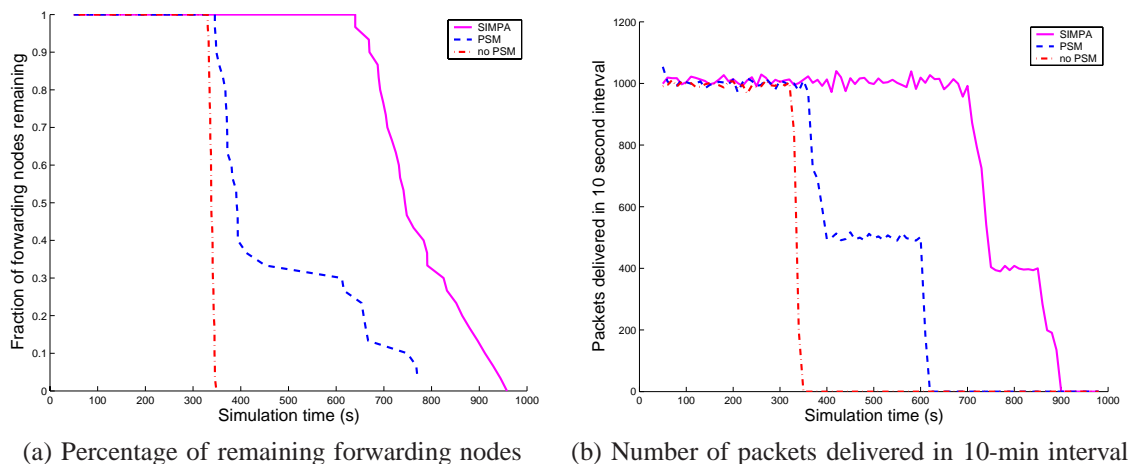 1
0.9
0.8
0.7
0.6
0.5
0.4
0.3
0.2
0.1
0
Fraction of forwarding nodes remaining
SIMPA
PSM
no PSM
0 100 200 300 400 500 600 700 800 900 1000
Simulation time (s)
(a) Percentage of remaining forwarding nodes
1200
1000
800
600
400
200
0
Packets delivered in 10 second interval
SIMPA
PSM
no PSM
0 100 200 300 400 500 600 700 800 900 1000
Simulation time (s)
(b) Number of packets delivered in 10-min interval